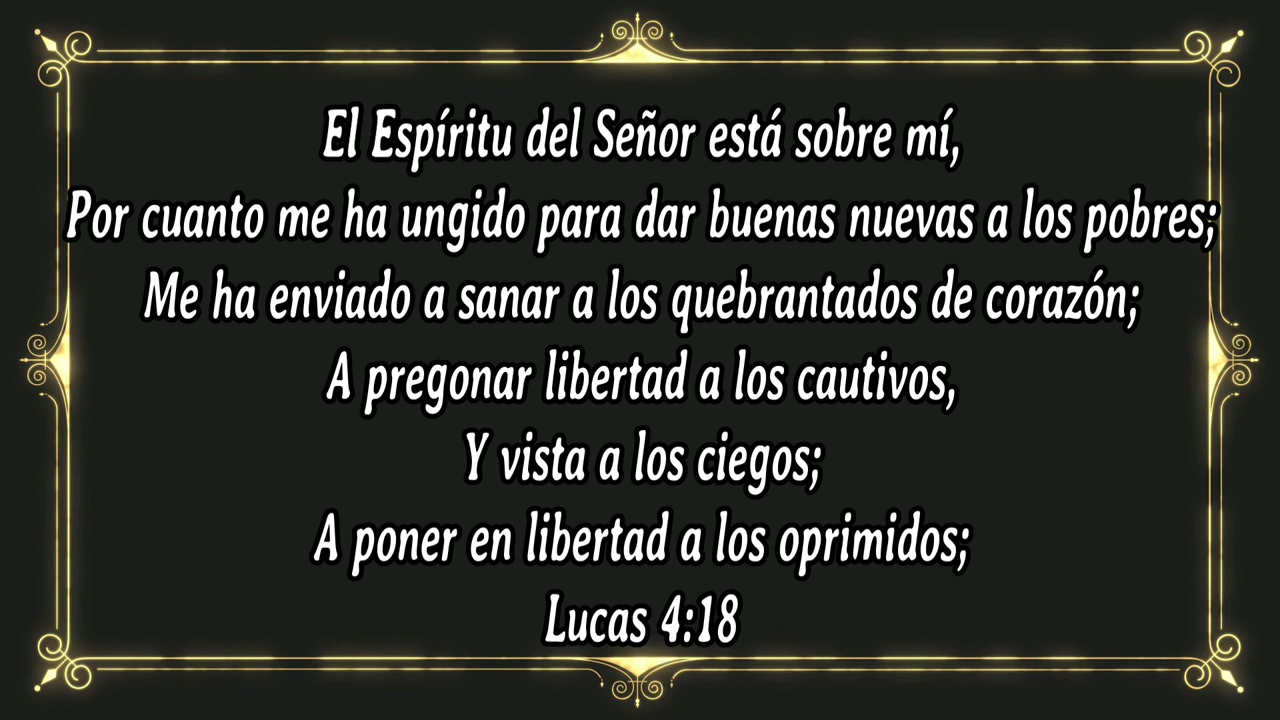 El Espíritu del Señor está sobre mí,
Por cuanto me ha ungido para dar buenas nuevas a los pobres;
Me ha enviado a sanar a los quebrantados de corazón;
A pregonar libertad a los cautivos,
Y vista a los ciegos;
A poner en libertad a los oprimidos;
Lucas 4:18